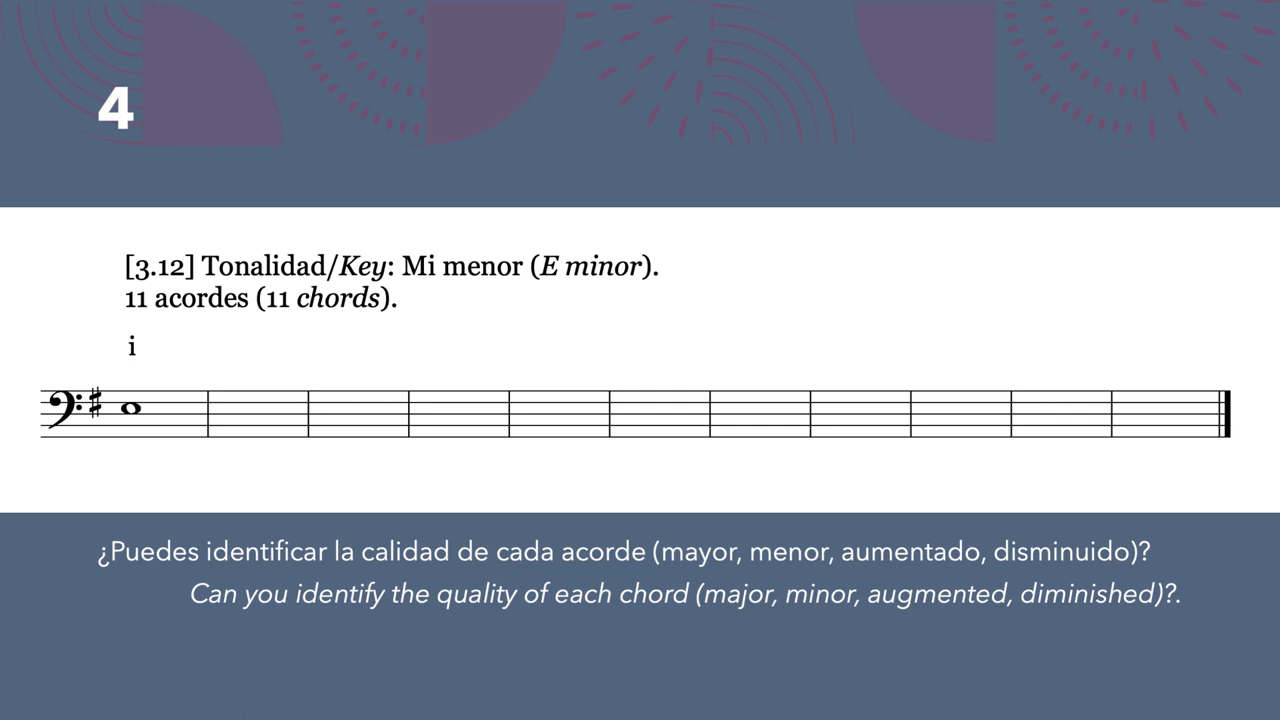 4
[3.12] Tonalidad/Key: Mi menor (E minor).
11 acordes (11 chords).
i
¿Puedes identificar la calidad de cada acorde (mayor, menor, aumentado, disminuido)?
Can you identify the quality of each chord (major, minor, augmented, diminished)?.